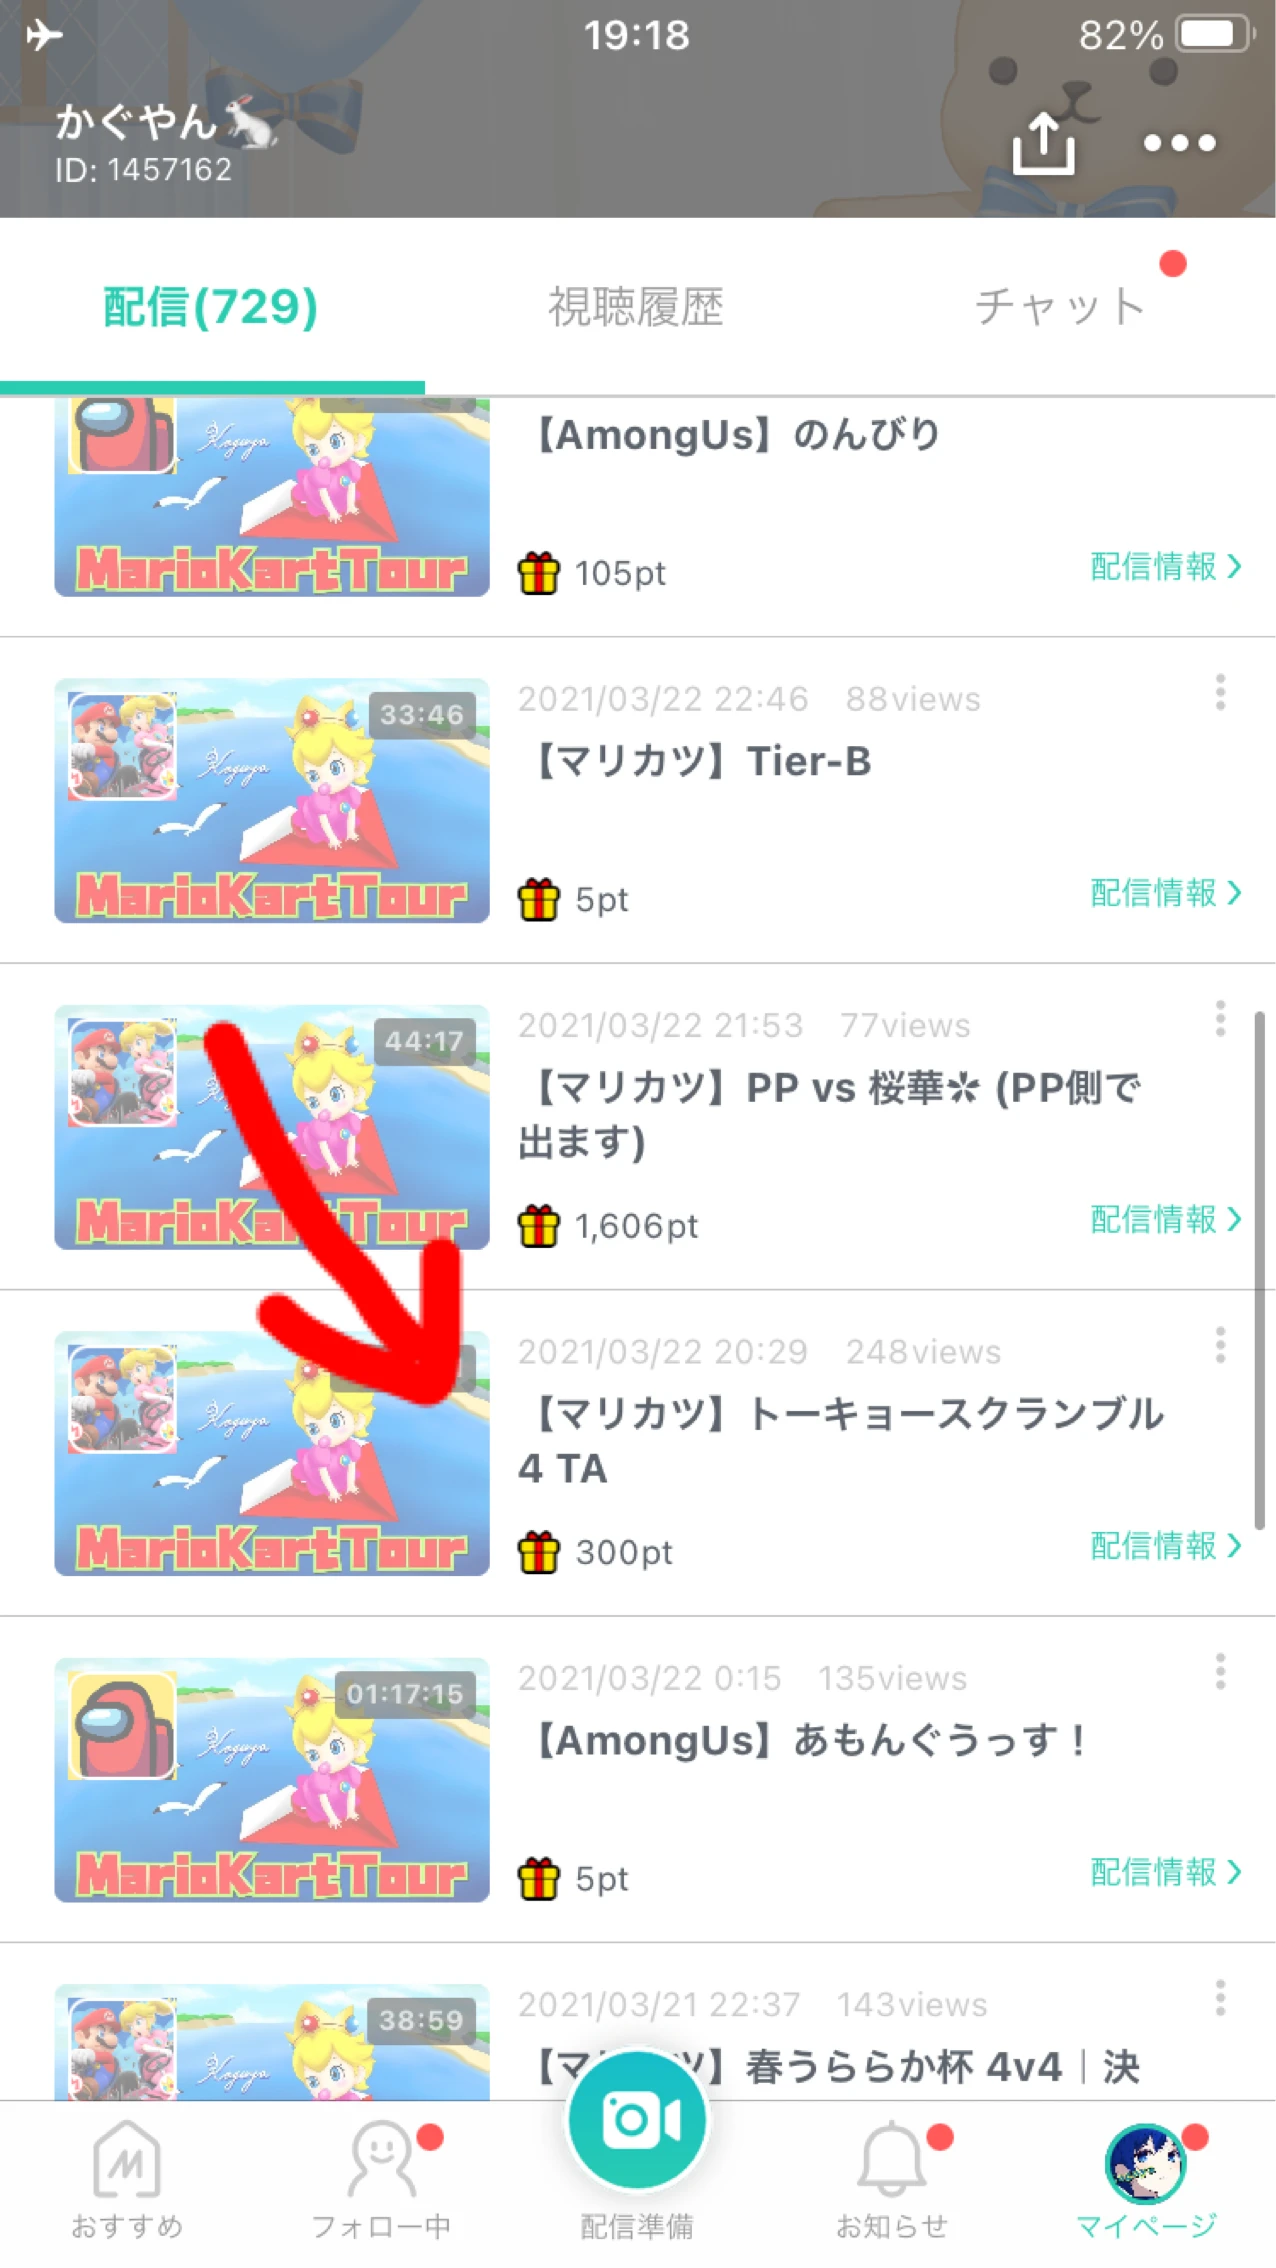 19:18
82%
かぐやん🐇
ID: 1457162
配信(729)
視聴履歴
チャット
【AmongUs】のんびり
Kaguya
MarioKartTour
105pt
配信情報
33:46
2021/03/22 22:46 88views
【マリカツ】Tier-B
Kaguya
MarioKartTour
5pt
配信情報
44:17
2021/03/22 21:53 77views
【マリカツ】PP vs 桜華✲ (PP側で
出ます)
MarioKartTour
1,606pt
配信情報
2021/03/22 20:29 248views
【マリカツ】トーキョースクランブル
4 TA
Kaguya
MarioKartTour
300pt
配信情報
01:17:15
2021/03/22 0:15 135views
【AmongUs】あもんぐうっす！
Kaguya
MarioKartTour
5pt
配信情報
38:59
2021/03/21 22:37 143views
【マ ツ】春うららか杯 4v4｜決
Kaguya
おすすめ
フォロー中
配信準備
お知らせ
マイページ